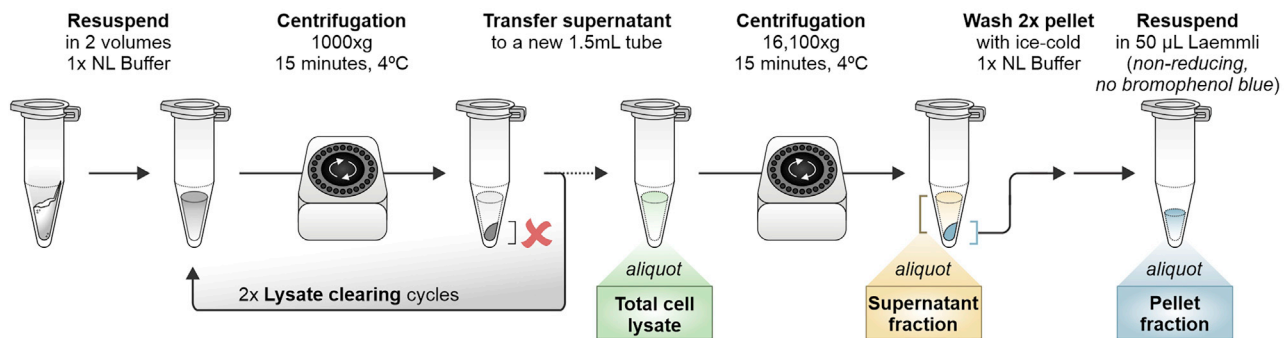 Resuspend
in 2 volumes
1x NL Buffer
Centrifugation
1000xg
15 minutes, 4ºC
Transfer supernatant
to a new 1.5mL tube
Centrifugation
16,100xg
15 minutes, 4ºC
Wash 2x pellet
with ice-cold
1x NL Buffer
Resuspend
in 50 µL Laemmli
(non-reducing,
no bromophenol blue)
2x Lysate clearing cycles
aliquot
Total cell
lysate
aliquot
Supernatant
fraction
aliquot
Pellet
fraction